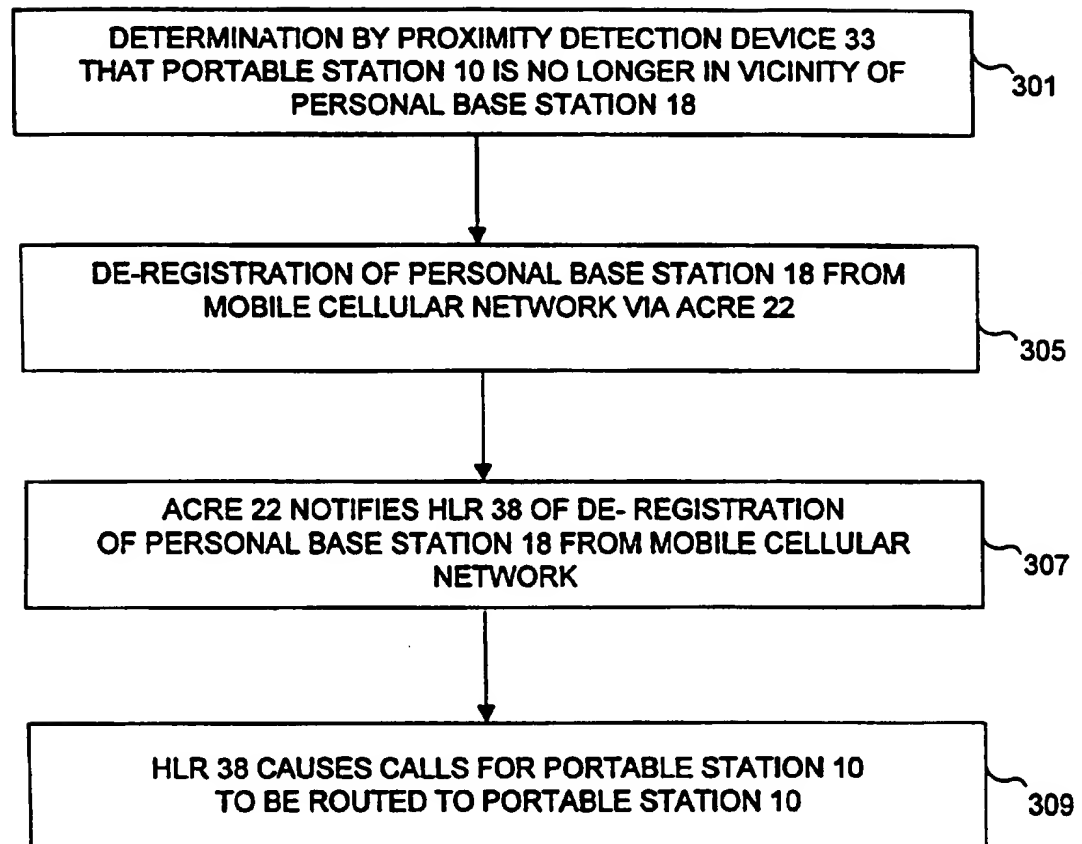 DETERMINATION BY PROXIMITY DETECTION DEVICE 33
THAT PORTABLE STATION 10 IS NO LONGER IN VICINITY OF
PERSONAL BASE STATION 18
301
DE-REGISTRATION OF PERSONAL BASE STATION 18 FROM
MOBILE CELLULAR NETWORK VIA ACRE 22
305
ACRE 22 NOTIFIES HLR 38 OF DE- REGISTRATION
OF PERSONAL BASE STATION 18 FROM MOBILE CELLULAR
NETWORK
307
HLR 38 CAUSES CALLS FOR PORTABLE STATION 10
TO BE ROUTED TO PORTABLE STATION 10
309